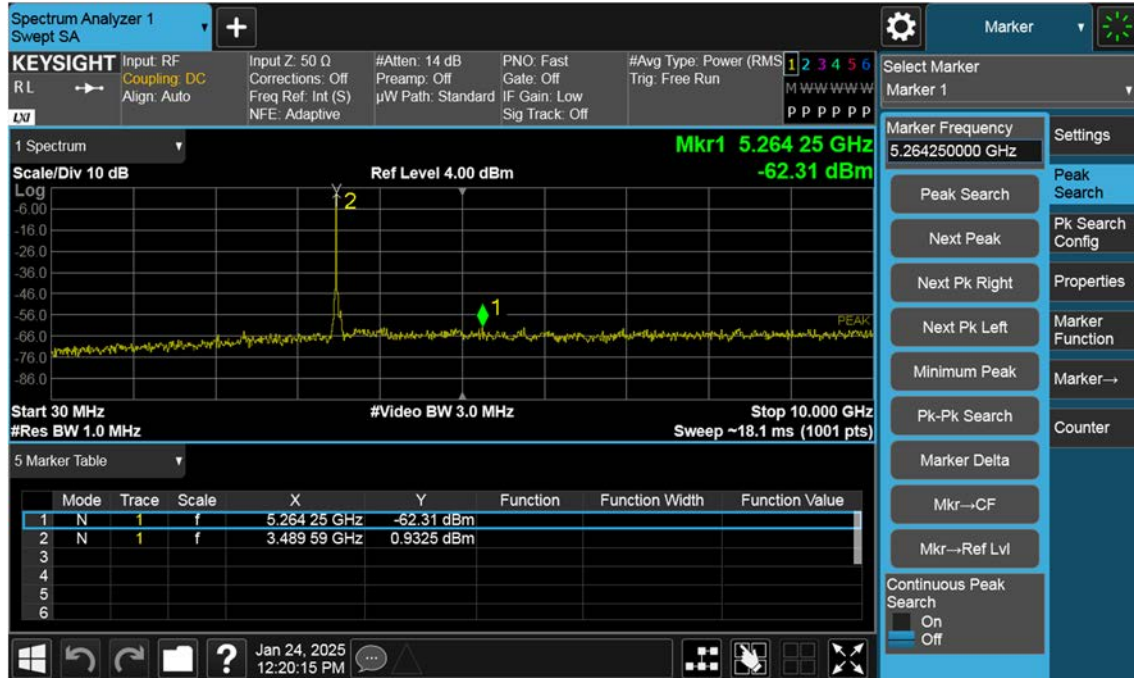 Spectrum Analyzer 1
Swept SA
Marker
KEYSIGHT
R L
LXI
Input: RF
Coupling: DC
Align: Auto
Input Z: 50 Ω
Corrections: Off
Freq Ref: Int (S)
NFE: Adaptive
#Atten: 14 dB
Preamp: Off
µW Path: Standard
PNO: Fast
Gate: Off
IF Gain: Low
Sig Track: Off
#Avg Type: Power (RMS
Trig: Free Run
1 2 3 4 5 6
M W W W W W
P P P P P P
Select Marker
Marker 1
1 Spectrum
Mkr1 5.264 25 GHz
-62.31 dBm
Scale/Div 10 dB
Ref Level 4.00 dBm
Log
-6.00
-16.0
-26.0
-36.0
-46.0
-56.0
-66.0
-76.0
-86.0
2
1
PEAK
Start 30 MHz
#Video BW 3.0 MHz
Stop 10.000 GHz
#Res BW 1.0 MHz
Sweep ~18.1 ms (1001 pts)
5 Marker Table
Mode Trace Scale X Y Function Function Width Function Value
1 N 1 f 5.264 25 GHz -62.31 dBm
2 N 1 f 3.489 59 GHz 0.9325 dBm
3
4
5
6
Marker Frequency
5.264250000 GHz
Peak Search
Next Peak
Next Pk Right
Next Pk Left
Minimum Peak
Pk-Pk Search
Marker Delta
Mkr→CF
Mkr→Ref Lvl
Continuous Peak
Search
On
Off
Settings
Peak
Search
Pk Search
Config
Properties
Marker
Function
Marker→
Counter
?
Jan 24, 2025
12:20:15 PM